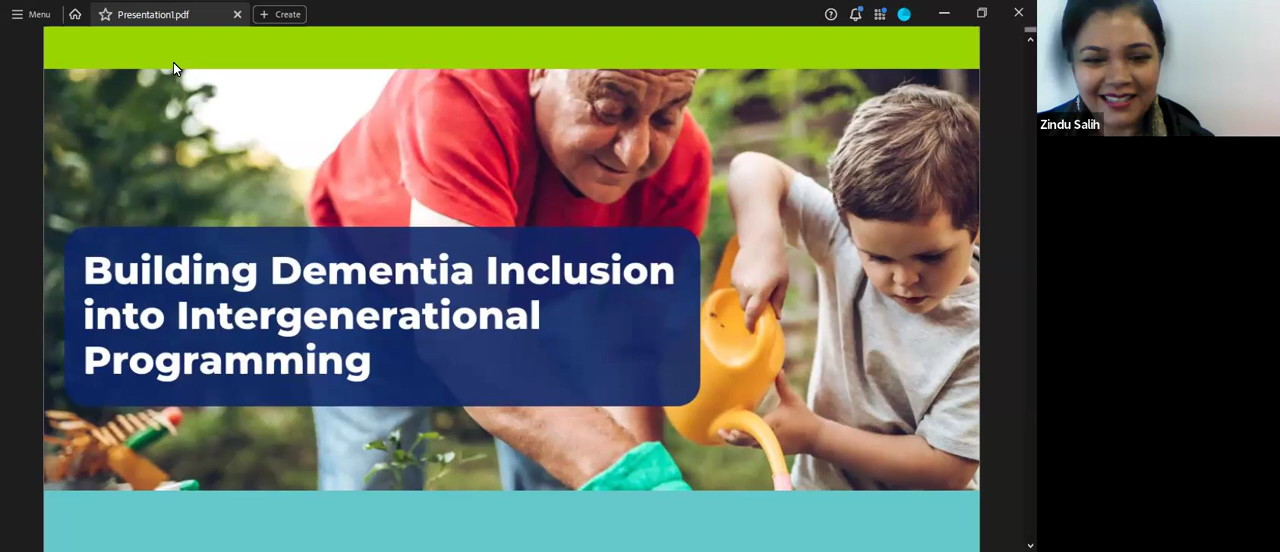 Menu
Presentation1.pdf
Create
Zindu Salih
Building Dementia Inclusion
into Intergenerational
Programming